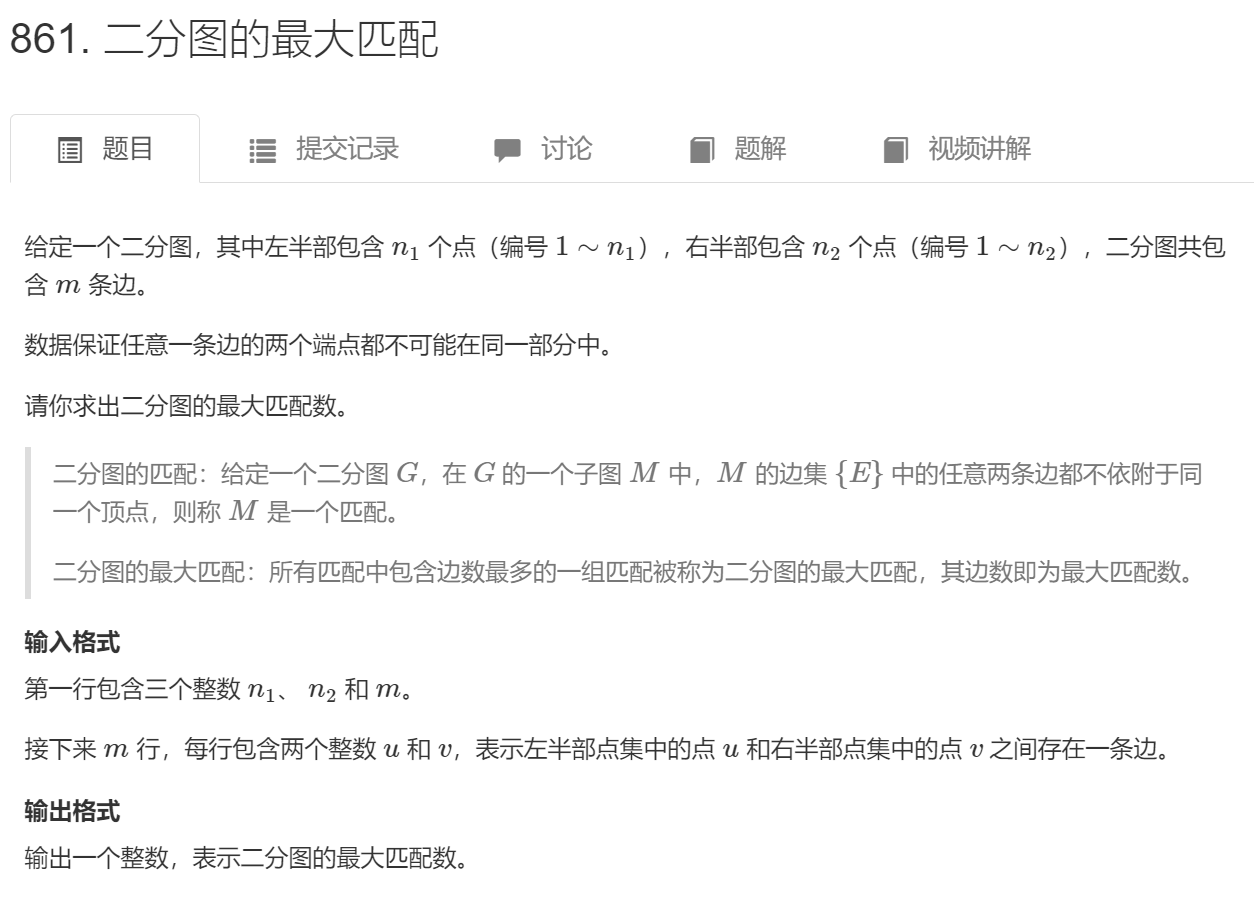 861. 二分图的最大匹配
题目 提交记录 讨论 题解 视频讲解
给定一个二分图，其中左半部包含 n₁ 个点（编号 1 ∼ n₁），右半部包含 n₂ 个点（编号 1 ∼ n₂），二分图共包
含 m 条边。
数据保证任意一条边的两个端点都不可能在同一部分中。
请你求出二分图的最大匹配数。
二分图的匹配：给定一个二分图 G，在 G 的一个子图 M 中，M 的边集 {E} 中的任意两条边都不依附于同
一个顶点，则称 M 是一个匹配。
二分图的最大匹配：所有匹配中包含边数最多的一组匹配被称为二分图的最大匹配，其边数即为最大匹配数。
输入格式
第一行包含三个整数 n₁、 n₂ 和 m。
接下来 m 行，每行包含两个整数 u 和 v，表示左半部点集中的点 u 和右半部点集中的点 v 之间存在一条边。
输出格式
输出一个整数，表示二分图的最大匹配数。